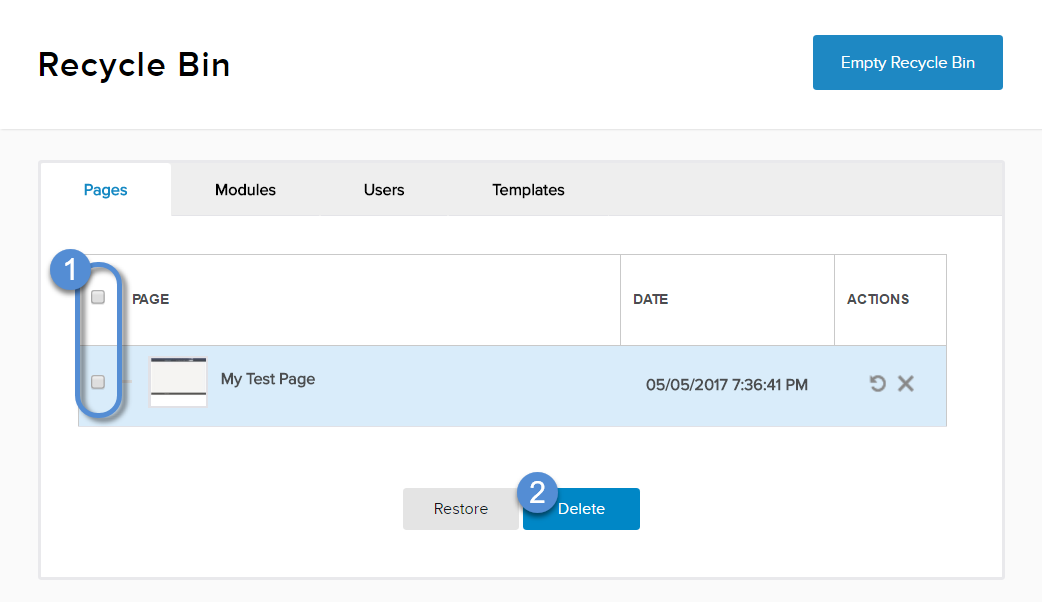 Recycle Bin
Empty Recycle Bin
Pages Modules Users Templates
1
PAGE DATE ACTIONS
My Test Page 05/05/2017 7:36:41 PM
Restore 2 Delete